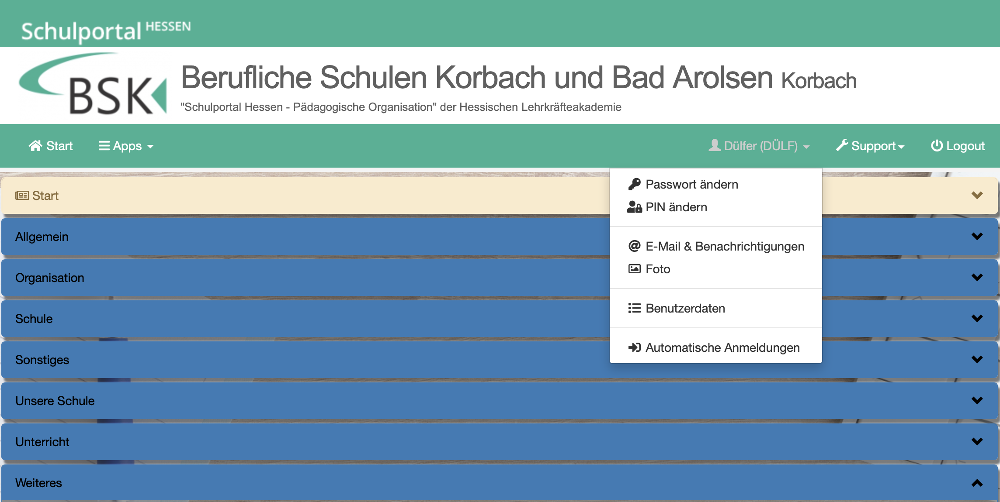 Schulportal HESSEN
BSK
Berufliche Schulen Korbach und Bad Arolsen Korbach
"Schulportal Hessen - Pädagogische Organisation" der Hessischen Lehrkräfteakademie
Start
Apps
Dülfer (DÜLF)
Support
Logout
Passwort ändern
PIN ändern
E-Mail & Benachrichtigungen
Foto
Benutzerdaten
Automatische Anmeldungen
Start
Allgemein
Organisation
Schule
Sonstiges
Unsere Schule
Unterricht
Weiteres